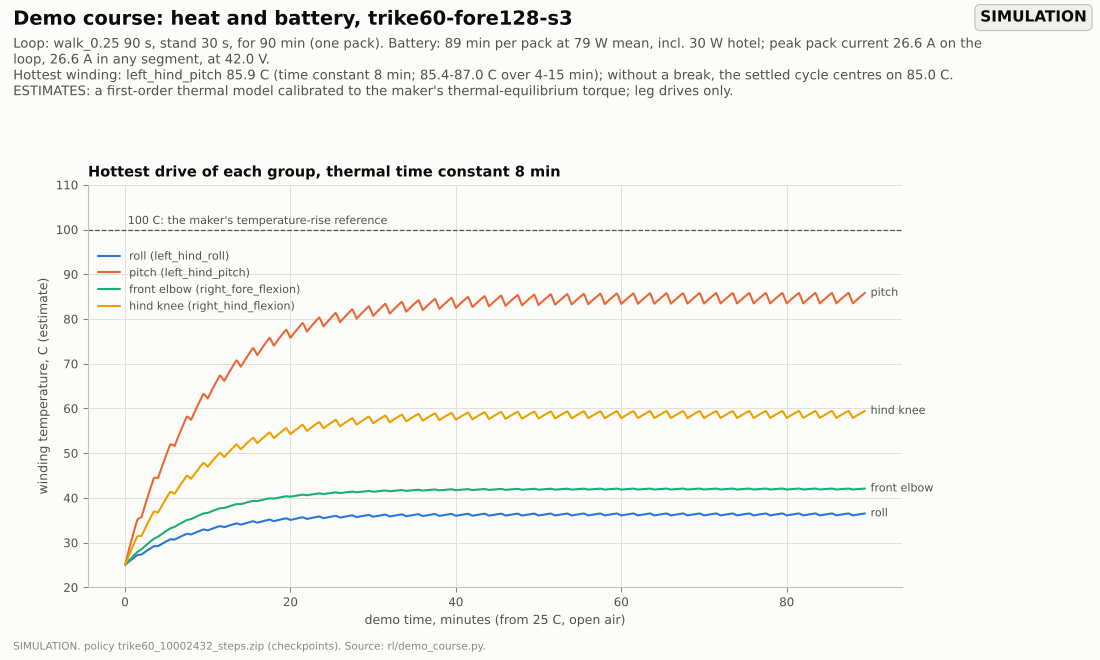 Demo course: heat and battery, trike60-fore128-s3
SIMULATION
Loop: walk_0.25 90 s, stand 30 s, for 90 min (one pack). Battery: 89 min per pack at 79 W mean, incl. 30 W hotel; peak pack current 26.6 A on the
loop, 26.6 A in any segment, at 42.0 V.
Hottest winding: left_hind_pitch 85.9 C (time constant 8 min; 85.4-87.0 C over 4-15 min); without a break, the settled cycle centres on 85.0 C.
ESTIMATES: a first-order thermal model calibrated to the maker's thermal-equilibrium torque; leg drives only.
Hottest drive of each group, thermal time constant 8 min
110
100
90
80
70
60
50
40
30
20
winding temperature, C (estimate)
100 C: the maker's temperature-rise reference
roll (left_hind_roll)
pitch (left_hind_pitch)
front elbow (right_fore_flexion)
hind knee (right_hind_flexion)
pitch
hind knee
front elbow
roll
0
20
40
60
80
demo time, minutes (from 25 C, open air)
SIMULATION. policy trike60_10002432_steps.zip (checkpoints). Source: rl/demo_course.py.